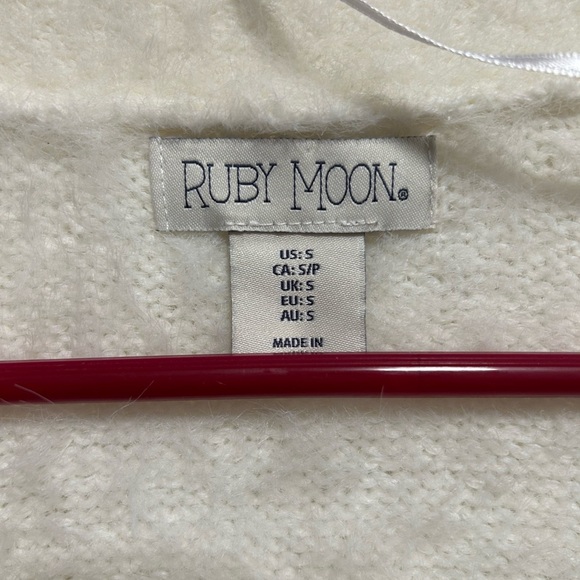 RUBY MOON®
US: S
CA: S/P
UK: S
EU: S
AU: S
MADE IN